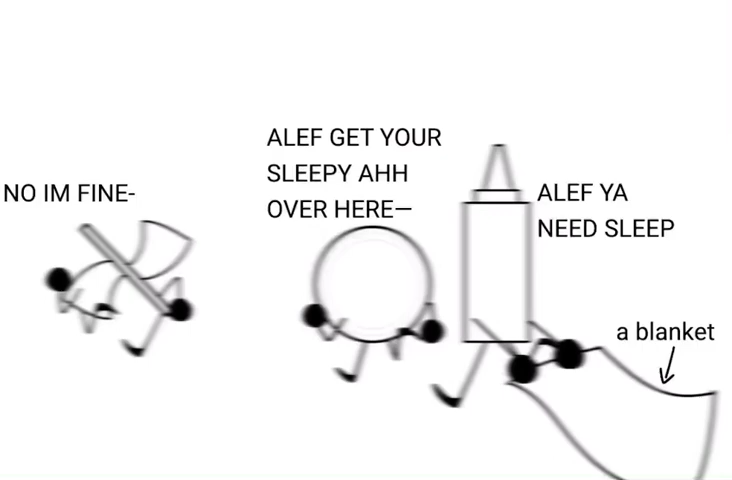 NO IM FINE-
ALEF GET YOUR
SLEEPY AHH
OVER HERE—
ALEF YA
NEED SLEEP
a blanket